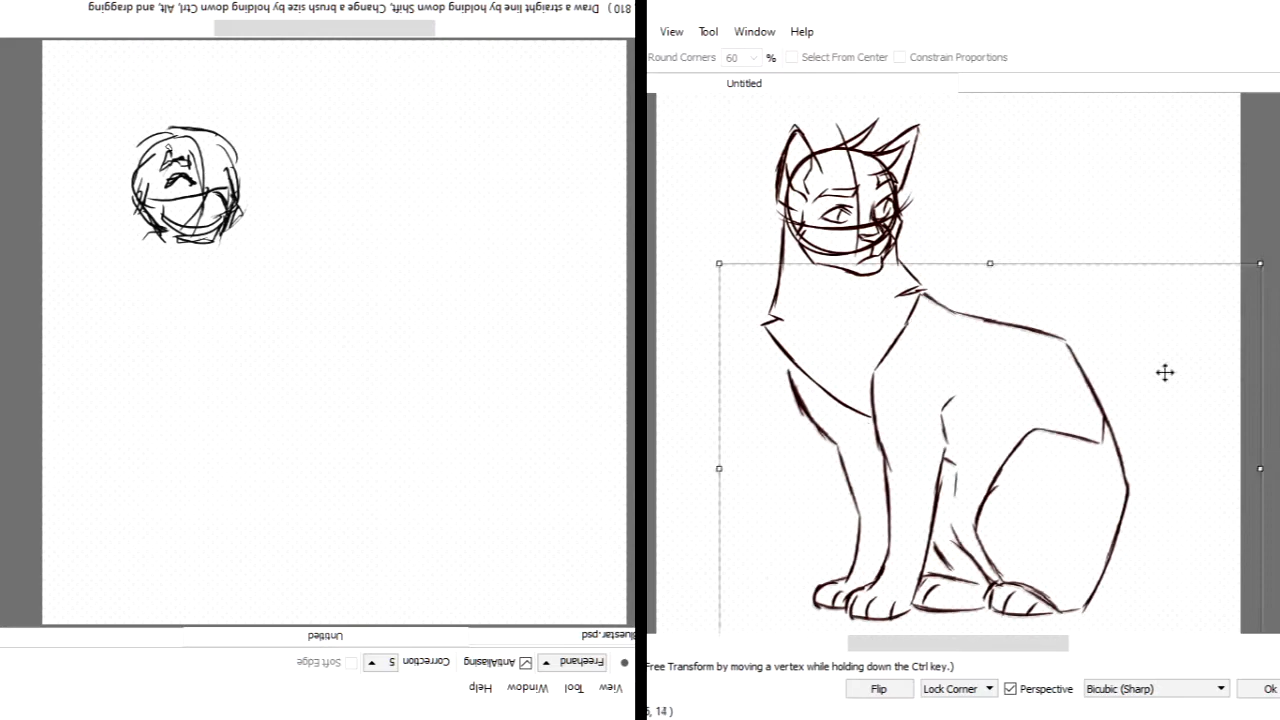 810 ) Draw a straight line by holding down Shift, Change a brush size by holding down Ctrl, Alt, and dragging
Untitled
Bluestar.psd
Freehand
AntiAliasing
Correction 5
Soft Edge
View Tool Window Help
View Tool Window Help
Round Corners 60 % Select From Center Constrain Proportions
Untitled
Free Transform by moving a vertex while holding down the Ctrl key.)
Flip Lock Corner Perspective Bicubic (Sharp) Ok
14 )